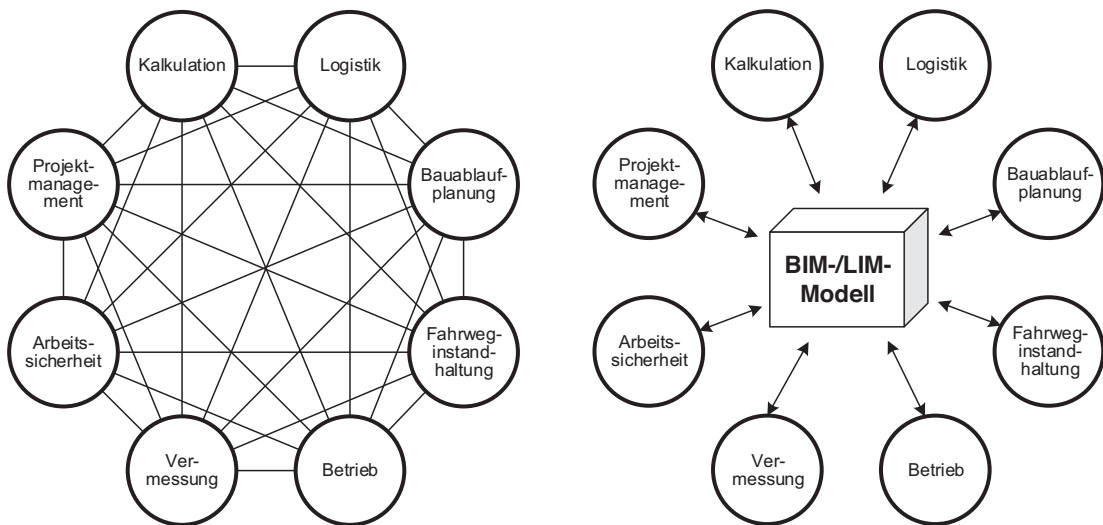 Kalkulation
Logistik
Projekt-
manage-
ment
Bauablauf-
planung
Arbeits-
sicherheit
Fahrweg-
instand-
haltung
Ver-
messung
Betrieb
Kalkulation
Logistik
Projekt-
manage-
ment
Bauablauf-
planung
BIM-/LIM-
Modell
Arbeits-
sicherheit
Fahrweg-
instand-
haltung
Ver-
messung
Betrieb